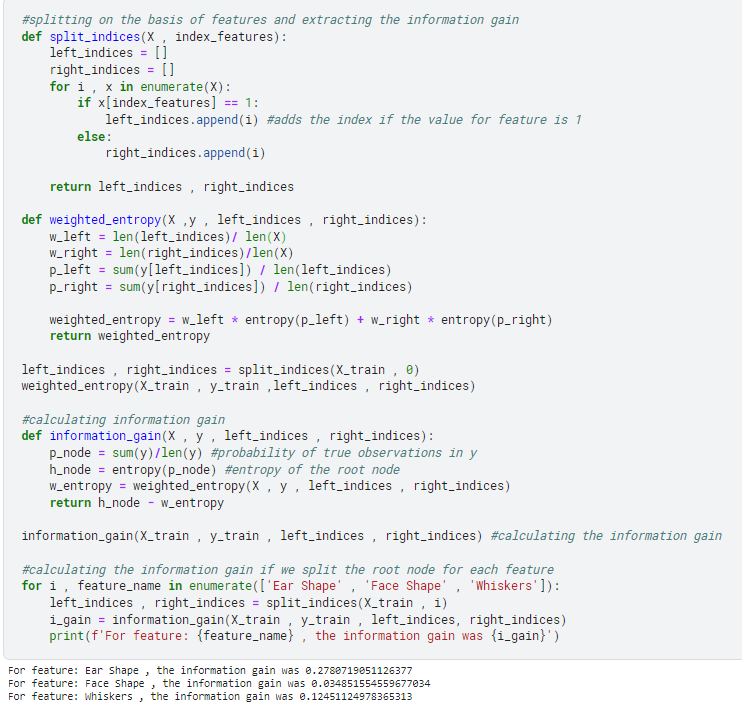 #splitting on the basis of features and extracting the information gain
def split_indices(X , index_features):
    left_indices = []
    right_indices = []
    for i , x in enumerate(X):
        if x[index_features] == 1:
            left_indices.append(i) #adds the index if the value for feature is 1
        else:
            right_indices.append(i)

    return left_indices , right_indices

def weighted_entropy(X ,y , left_indices , right_indices):
    w_left = len(left_indices)/ len(X)
    w_right = len(right_indices)/len(X)
    p_left = sum(y[left_indices]) / len(left_indices)
    p_right = sum(y[right_indices]) / len(right_indices)

    weighted_entropy = w_left * entropy(p_left) + w_right * entropy(p_right)
    return weighted_entropy

left_indices , right_indices = split_indices(X_train , 0)
weighted_entropy(X_train , y_train ,left_indices , right_indices)

#calculating information gain
def information_gain(X , y , left_indices , right_indices):
    p_node = sum(y)/len(y) #probability of true observations in y
    h_node = entropy(p_node) #entropy of the root node
    w_entropy = weighted_entropy(X , y , left_indices , right_indices)
    return h_node - w_entropy

information_gain(X_train , y_train , left_indices , right_indices) #calculating the information gain

#calculating the information gain if we split the root node for each feature
for i , feature_name in enumerate(['Ear Shape' , 'Face Shape' , 'Whiskers']):
    left_indices , right_indices = split_indices(X_train , i)
    i_gain = information_gain(X_train , y_train , left_indices, right_indices)
    print(f'For feature: {feature_name} , the information gain was {i_gain}')

For feature: Ear Shape , the information gain was 0.2780719051126377
For feature: Face Shape , the information gain was 0.034851554559677034
For feature: Whiskers , the information gain was 0.12451124978365313